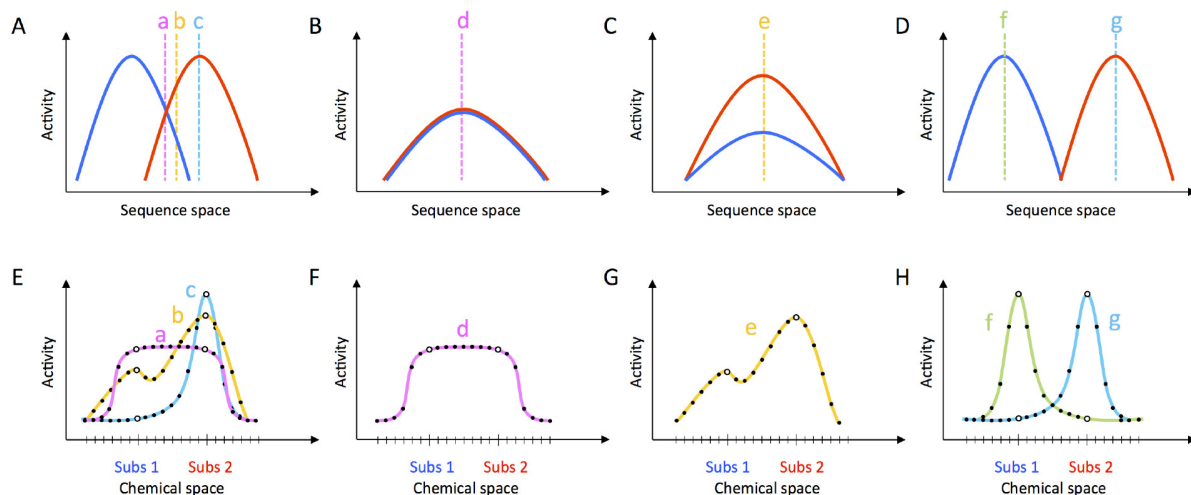 A
a b c
Activity
Sequence space
B
d
Activity
Sequence space
C
e
Activity
Sequence space
D
f g
Activity
Sequence space
E
c
b
a
Activity
Subs 1 Subs 2
Chemical space
F
d
Activity
Subs 1 Subs 2
Chemical space
G
e
Activity
Subs 1 Subs 2
Chemical space
H
f g
Activity
Subs 1 Subs 2
Chemical space